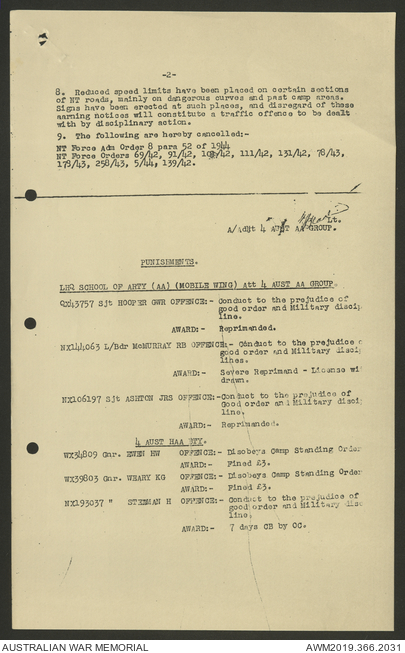 -2-
8. Reduced speed limits have been placed on certain sections
of NT roads, mainly on dangerous curves and past camp areas.
Signs have been erected at such places, and disregard of these
warning notices will constitute a traffic offence to be dealt
with by disciplinary action.
9. The following are hereby cancelled:-
NT Force Adm Order 8 para 52 of 1944
NT Force Orders 69/42, 91/42, 111/42, 131/42, 78/43,
178/43, 258/43, 5/44, 139/42.
Lt.
A/Adjt 4 AUST AA GROUP.
PUNISHMENTS.
LHQ SCHOOL OF ARTY (AA) (MOBILE WING) Att 4 AUST AA GROUP.
QX43757 Sjt HOOPER GWR OFFENCE:- Conduct to the prejudice of
good order and Military discip
line.
AWARD:- Reprimanded.
NX144063 L/Bdr McMURRAY RB OFFENCE:- Conduct to the prejudice o
good order and Military disci
lines.
AWARD:- Severe Reprimand - License wi
drawn.
NX106197 Sjt ASHTON JRS OFFENCE:-Conduct to the prejudice of
good order and Military disci
line.
AWARD:- Reprimanded.
4 AUST HAA BTY.
WX34809 Gnr. EWEN HW OFFENCE:- Disobeys Camp Standing Order
AWARD:- Fined £3.
WX39803 Gnr. WHARY KG OFFENCE:- Disobeys Camp Standing Order
AWARD:- Fined £3.
NX193037 " H OFFENCE:- Conduct to the prejudice of
good order and Military disc
line.
AWARD:- 7 days CB by OC.
AUSTRALIAN WAR MEMORIAL
AWM2019.366.2031